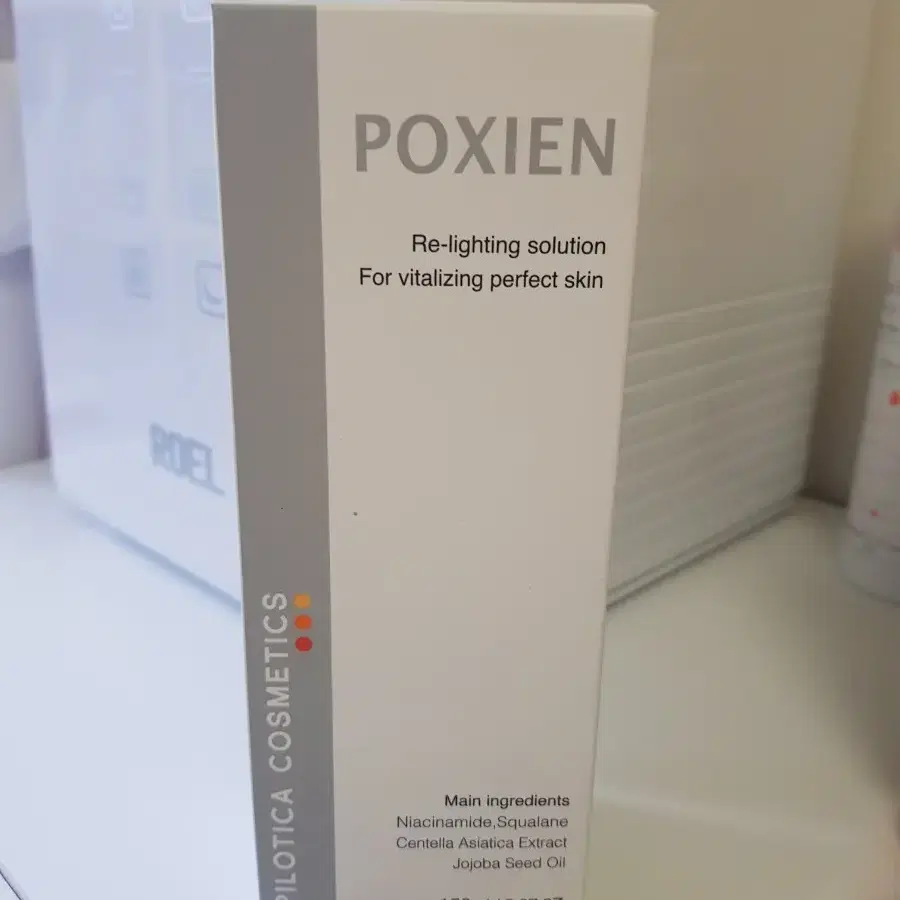 POXIEN
Re-lighting solution
For vitalizing perfect skin
PILOTICA COSMETICS
Main ingredients
Niacinamide,Squalane
Centella Asiatica Extract
Jojoba Seed Oil
ROEL